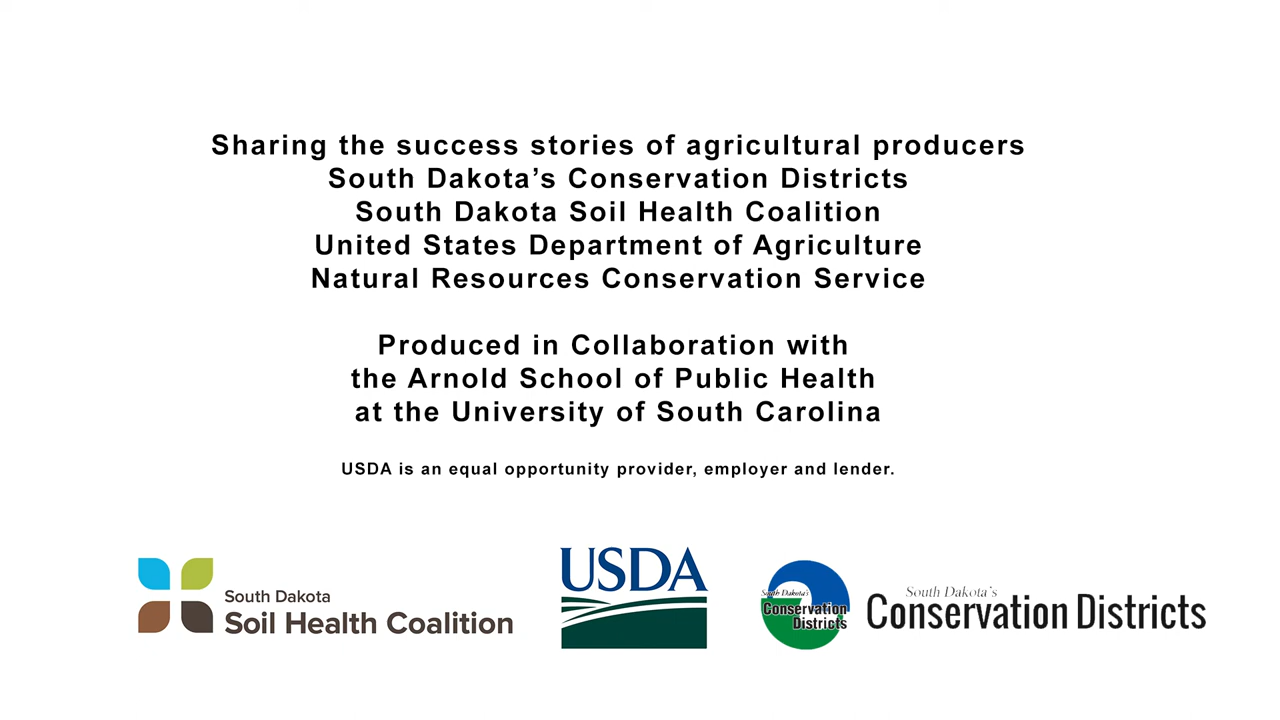 Sharing the success stories of agricultural producers
South Dakota’s Conservation Districts
South Dakota Soil Health Coalition
United States Department of Agriculture
Natural Resources Conservation Service
Produced in Collaboration with
the Arnold School of Public Health
at the University of South Carolina
USDA is an equal opportunity provider, employer and lender.
South Dakota
Soil Health Coalition
USDA
South Dakota's
Conservation
Districts
South Dakota's
Conservation Districts